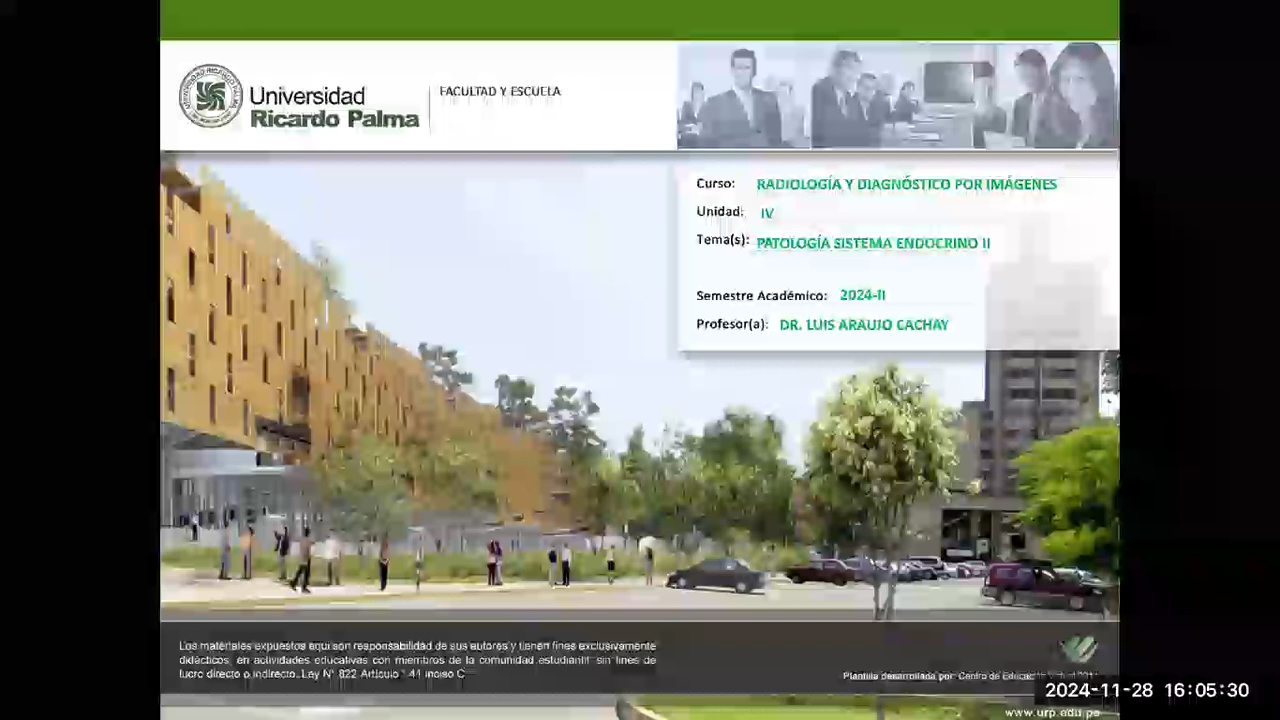 Universidad
Ricardo Palma
FACULTAD Y ESCUELA
Curso: RADIOLOGÍA Y DIAGNÓSTICO POR IMÁGENES
Unidad: IV
Tema(s): PATOLOGÍA SISTEMA ENDOCRINO II
Semestre Académico: 2024-II
Profesor(a): DR. LUIS ARAUJO CACHAY
Los materiales expuestos aquí son responsabilidad de sus autores y tienen fines exclusivamente
didácticos, en actividades educativas con miembros de la comunidad estudiantil sin fines de
lucro directo o indirecto. Ley N° 822 Artículo 41 inciso C
Plantilla desarrollada por: Centro de
2024-11-28 16:05:30
www.urp.edu.pe